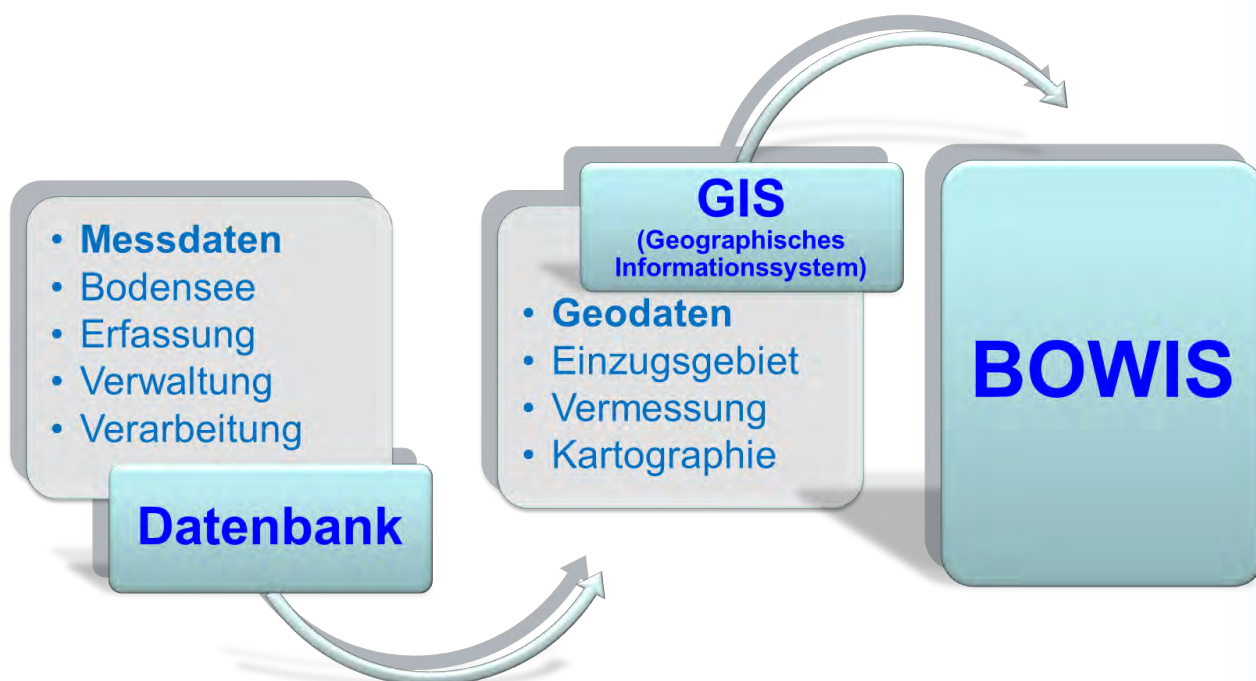 • Messdaten
• Bodensee
• Erfassung
• Verwaltung
• Verarbeitung
Datenbank
GIS
(Geographisches
Informationssystem)
• Geodaten
• Einzugsgebiet
• Vermessung
• Kartographie
BOWIS